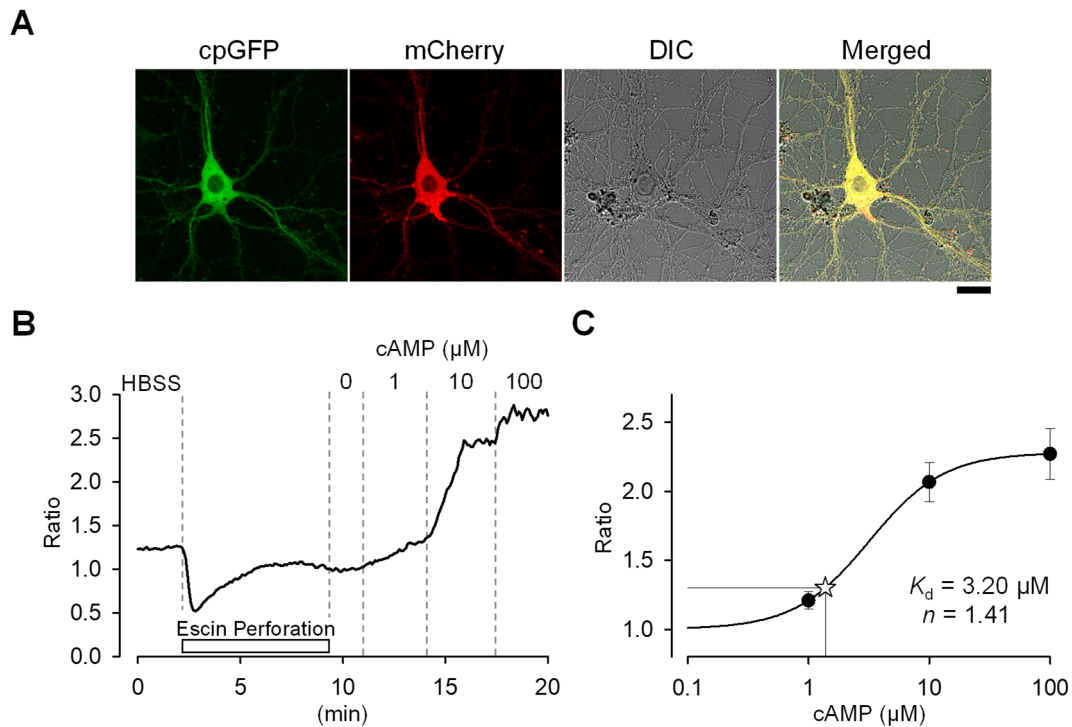 A
cpGFP mCherry DIC Merged
B
cAMP (μM)
HBSS 0 1 10 100
3.0
2.5
2.0
1.5
1.0
0.5
0.0
Ratio
Escin Perforation
0 5 10 15 20
(min)
C
2.5
2.0
1.5
1.0
Ratio
Kd = 3.20 μM
n = 1.41
0.1 1 10 100
cAMP (μM)